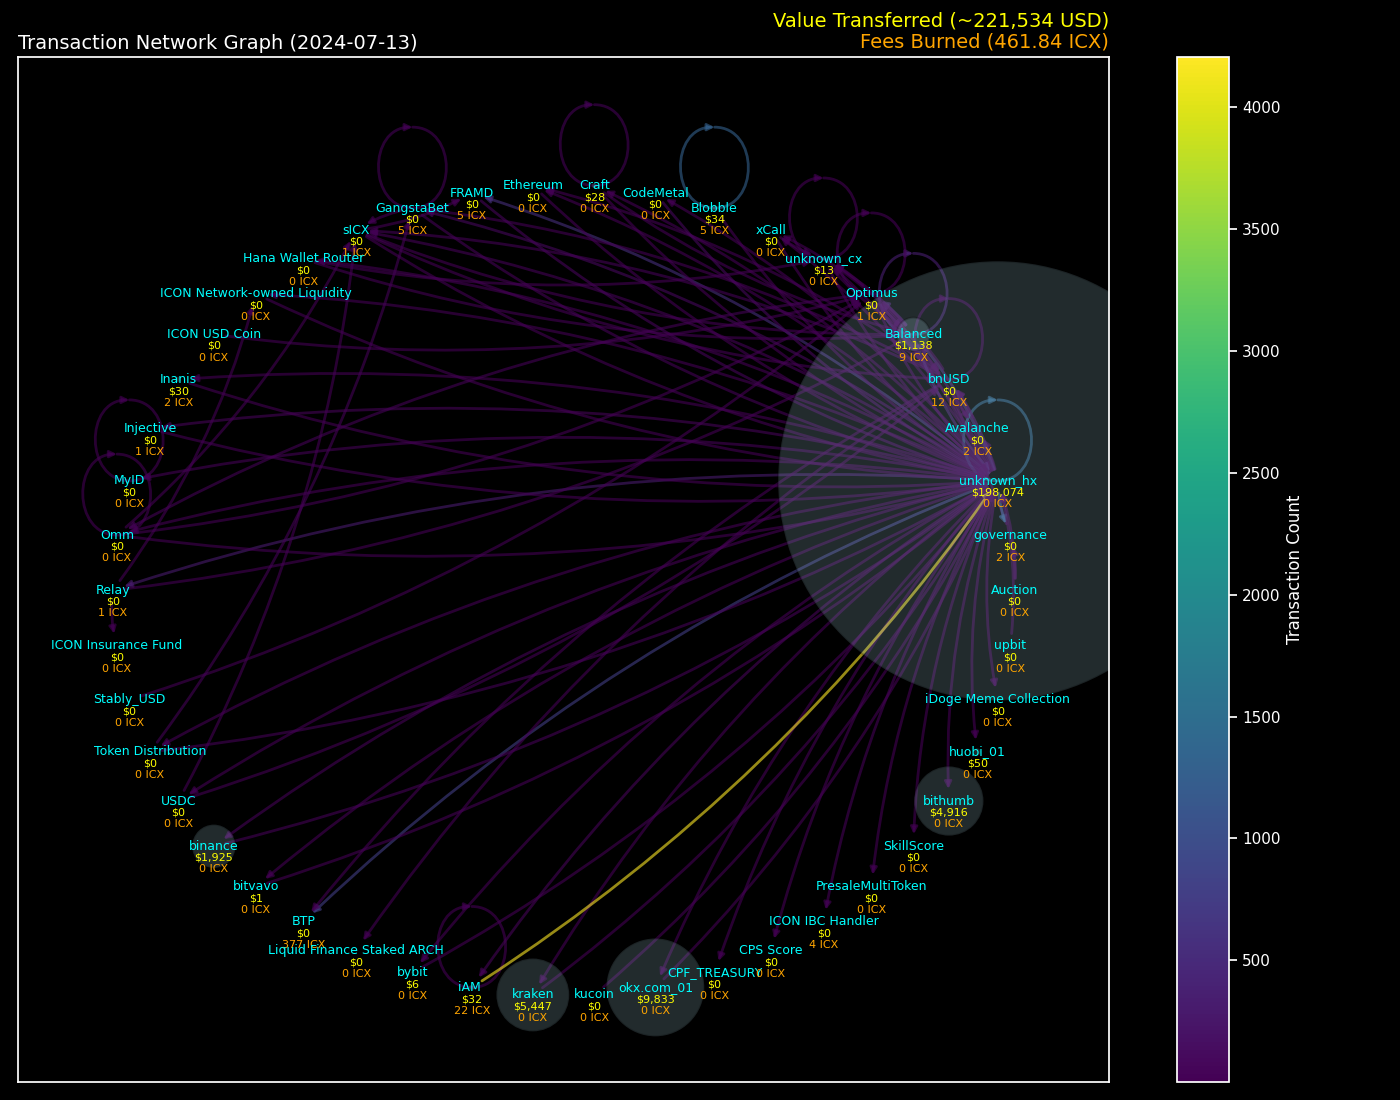 Value Transferred (~221,534 USD)
Transaction Network Graph (2024-07-13)
Fees Burned (461.84 ICX)
Ethereum
$0
0 ICX
Craft
$28
0 ICX
FRAMD
$0
5 ICX
CodeMetal
$0
0 ICX
GangstaBet
$0
5 ICX
Blobble
$34
5 ICX
sICX
$0
1 ICX
xCall
$0
0 ICX
Hana Wallet Router
$0
0 ICX
unknown_cx
$13
0 ICX
ICON Network-owned Liquidity
$0
0 ICX
Optimus
$0
1 ICX
ICON USD Coin
$0
0 ICX
Balanced
$1,138
9 ICX
Inanis
$30
2 ICX
bnUSD
$0
12 ICX
Injective
$0
1 ICX
Avalanche
$0
2 ICX
MyID
$0
0 ICX
unknown_hx
$198,074
0 ICX
Omm
$0
0 ICX
governance
$0
2 ICX
Relay
$0
1 ICX
Auction
$0
0 ICX
ICON Insurance Fund
$0
0 ICX
upbit
$0
0 ICX
Stably_USD
$0
0 ICX
iDoge Meme Collection
$0
0 ICX
Token Distribution
$0
0 ICX
huobi_01
$50
0 ICX
USDC
$0
0 ICX
bithumb
$4,916
0 ICX
binance
$1,925
0 ICX
SkillScore
$0
0 ICX
bitvavo
$1
0 ICX
PresaleMultiToken
$0
0 ICX
BTP
$0
377 ICX
ICON IBC Handler
$0
4 ICX
Liquid Finance Staked ARCH
$0
0 ICX
CPS Score
$0
0 ICX
bybit
$6
0 ICX
CPF_TREASURY
$0
0 ICX
iAM
$32
22 ICX
okx.com_01
$9,833
0 ICX
kraken
$5,447
0 ICX
kucoin
$0
0 ICX
4000
3500
3000
2500
2000
1500
1000
500
Transaction Count